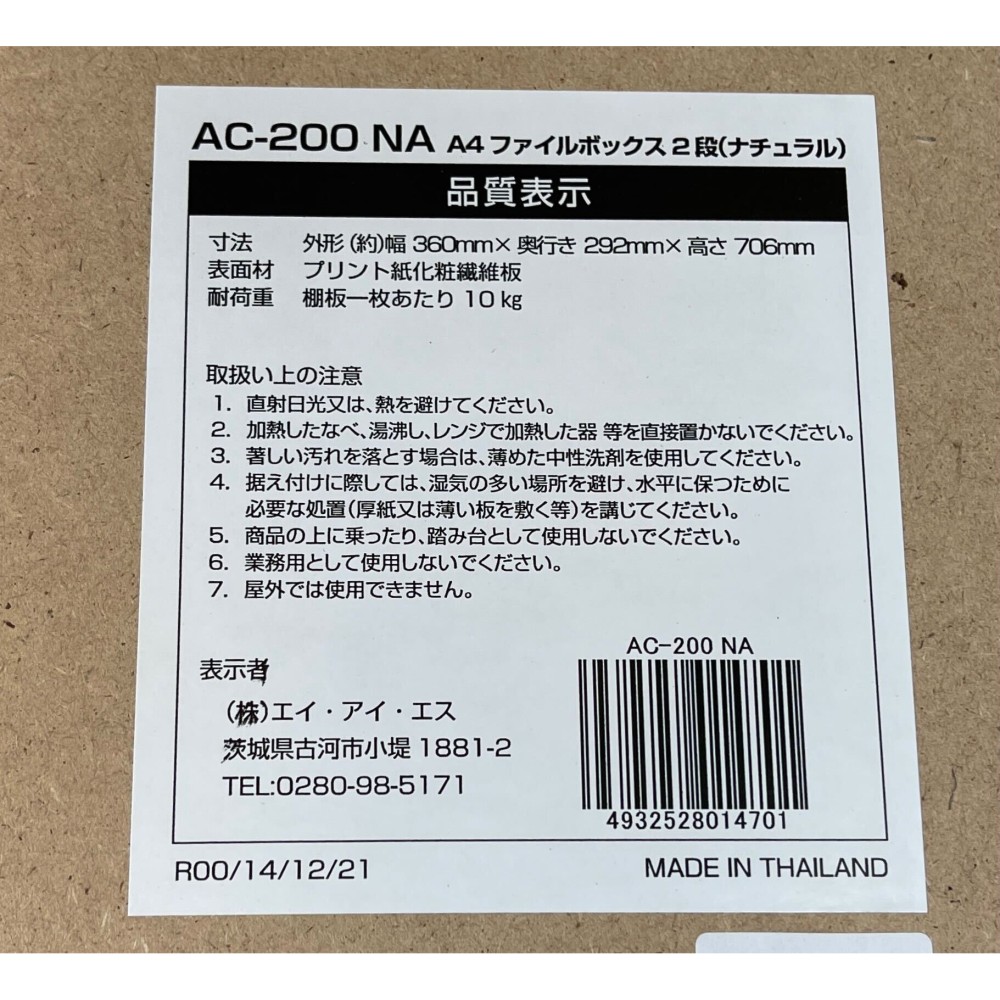 AC-200 NA A4ファイルボックス2段(ナチュラル)
品質表示
寸法 外形(約)幅 360mm×奥行き 292mm×高さ 706mm
表面材 プリント紙化粧繊維板
耐荷重 棚板一枚あたり 10㎏
取扱い上の注意
1. 直射日光又は、熱を避けてください。
2. 加熱したなべ、湯沸し、レンジで加熱した器 等を直接置かないでください。
3. 著しい汚れを落とす場合は、薄めた中性洗剤を使用してください。
4. 据え付けに際しては、湿気の多い場所を避け、水平に保つために
必要な処置(厚紙又は薄い板を敷く等)を講じてください。
5. 商品の上に乗ったり、踏み台として使用しないでください。
6. 業務用として使用しないでください。
7. 屋外では使用できません。
表示者
(株)エイ・アイ・エス
茨城県古河市小堤 1881-2
TEL:0280-98-5171
AC-200 NA
4932528014701
R00/14/12/21
MADE IN THAILAND